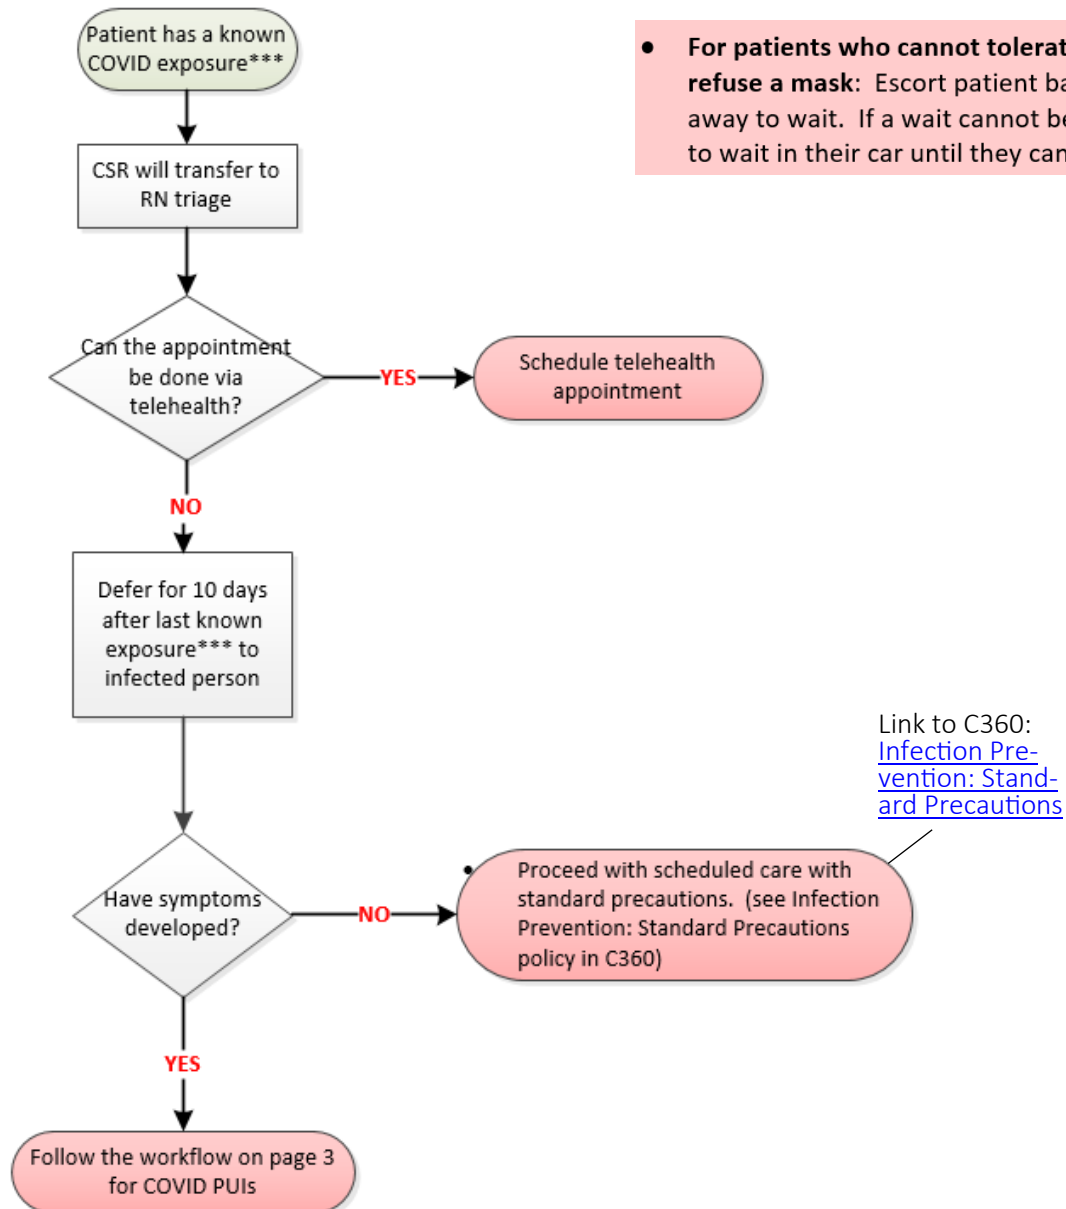 Patient has a known
COVID exposure***
• For patients who cannot tolerat
refuse a mask: Escort patient ba
away to wait. If a wait cannot be
to wait in their car until they can
CSR will transfer to
RN triage
Can the appointment
be done via
telehealth?
YES
Schedule telehealth
appointment
NO
Defer for 10 days
after last known
exposure*** to
infected person
Link to C360:
Infection Pre-
vention: Stand-
ard Precautions
Have symptoms
developed?
NO
• Proceed with scheduled care with
standard precautions. (see Infection
Prevention: Standard Precautions
policy in C360)
YES
Follow the workflow on page 3
for COVID PUIs